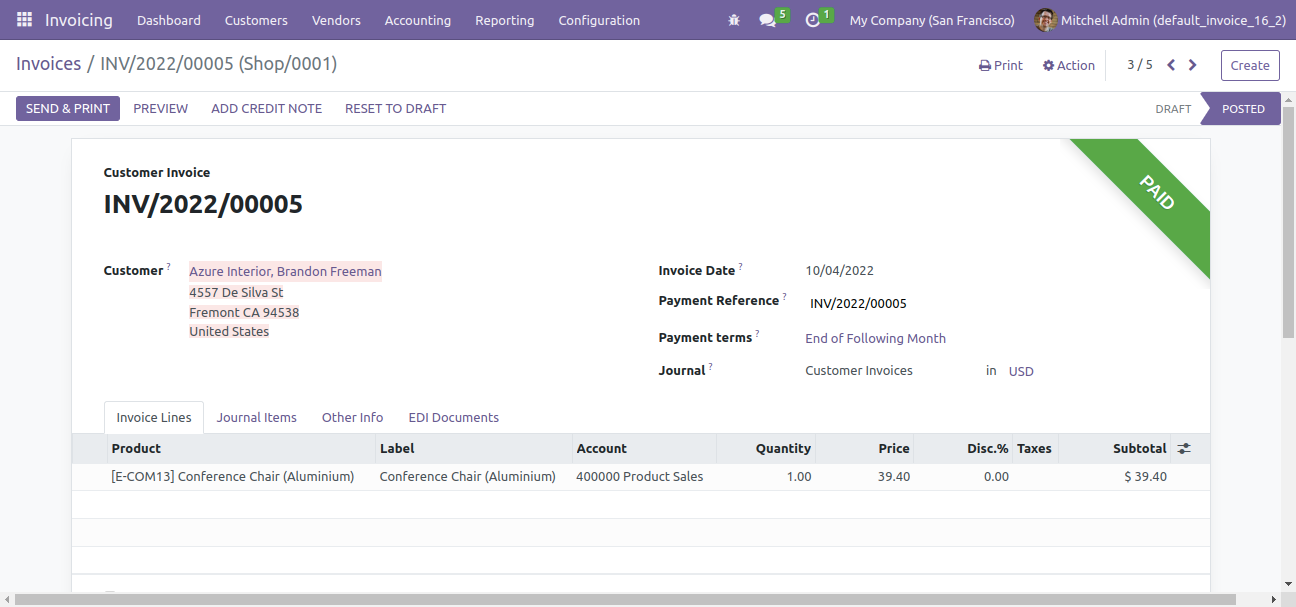 Invoicing Dashboard Customers Vendors Accounting Reporting Configuration 5 1 My Company (San Francisco) Mitchell Admin (default_invoice_16_2)
Invoices / INV/2022/00005 (Shop/0001) Print Action 3 / 5 Create
SEND & PRINT PREVIEW ADD CREDIT NOTE RESET TO DRAFT DRAFT POSTED
PAID
Customer Invoice
INV/2022/00005
Customer ? Azure Interior, Brandon Freeman Invoice Date ? 10/04/2022
4557 De Silva St
Fremont CA 94538 Payment Reference ? INV/2022/00005
United States
Payment terms ? End of Following Month
Journal ? Customer Invoices in USD
Invoice Lines Journal Items Other Info EDI Documents
Product Label Account Quantity Price Disc.% Taxes Subtotal
[E-COM13] Conference Chair (Aluminium) Conference Chair (Aluminium) 400000 Product Sales 1.00 39.40 0.00 $ 39.40